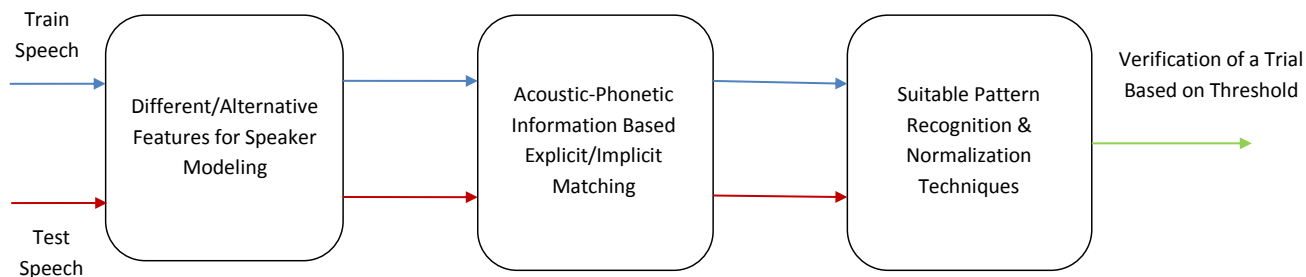 Train
Speech
Different/Alternative
Features for Speaker
Modeling
Acoustic-Phonetic
Information Based
Explicit/Implicit
Matching
Suitable Pattern
Recognition &
Normalization
Techniques
Verification of a Trial
Based on Threshold
Test
Speech